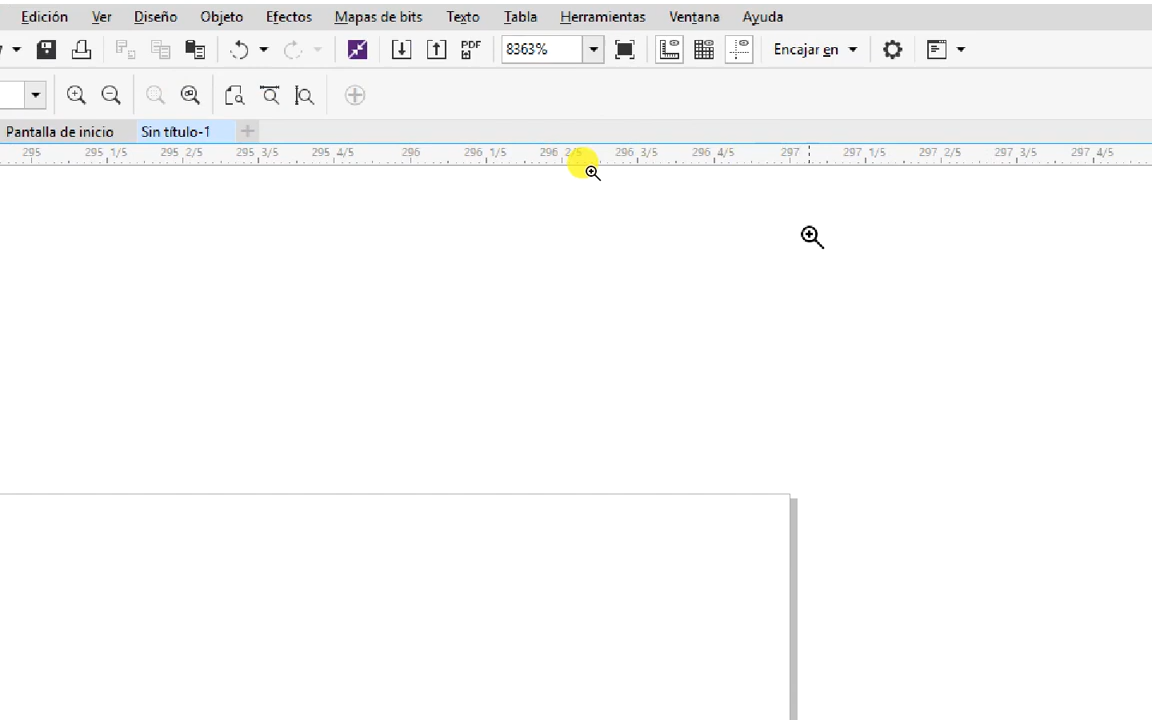 Edición Ver Diseño Objeto Efectos Mapas de bits Texto Tabla Herramientas Ventana Ayuda
PDF 8363% Encajar en
Pantalla de inicio Sin título-1
295 295 1/5 295 2/5 295 3/5 295 4/5 296 296 1/5 296 2/5 296 3/5 296 4/5 297 297 1/5 297 2/5 297 3/5 297 4/5